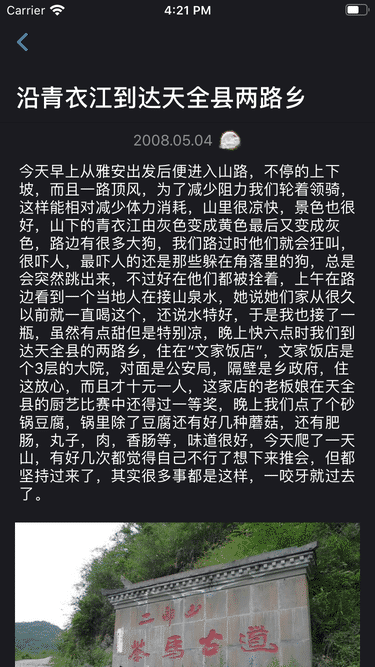 Carrier
4:21 PM
沿青衣江到达天全县两路乡
2008.05.04
今天早上从雅安出发后便进入山路，不停的上下
坡，而且一路顶风，为了减少阻力我们轮着领骑，
这样能相对减少体力消耗，山里很凉快，景色也很
好，山下的青衣江由灰色变成黄色最后又变成灰
色，路边有很多大狗，我们路过时他们就会狂叫，
很吓人，最吓人的还是那些躲在角落里的狗，总是
会突然跳出来，不过好在他们都被拴着，上午在路
边看到一个当地人在接山泉水，她说她们家从很久
以前就一直喝这个，还说水特好，于是我也接了一
瓶，虽然有点甜但是特别凉，晚上快六点时我们到
达天全县的两路乡，住在“文家饭店”，文家饭店是
个3层的大院，对面是公安局，隔壁是乡政府，住
这放心，而且才十元一人，这家店的老板娘在天全
县的厨艺比赛中还得过一等奖，晚上我们点了个砂
锅豆腐，锅里除了豆腐还有好几种蘑菇，还有肥
肠，丸子，肉，香肠等，味道很好，今天爬了一天
山，有好几次都觉得自己不行了想下来推会，但都
坚持过来了，其实很多事都是这样，一咬牙就过去
了。
二郎山
茶马古道